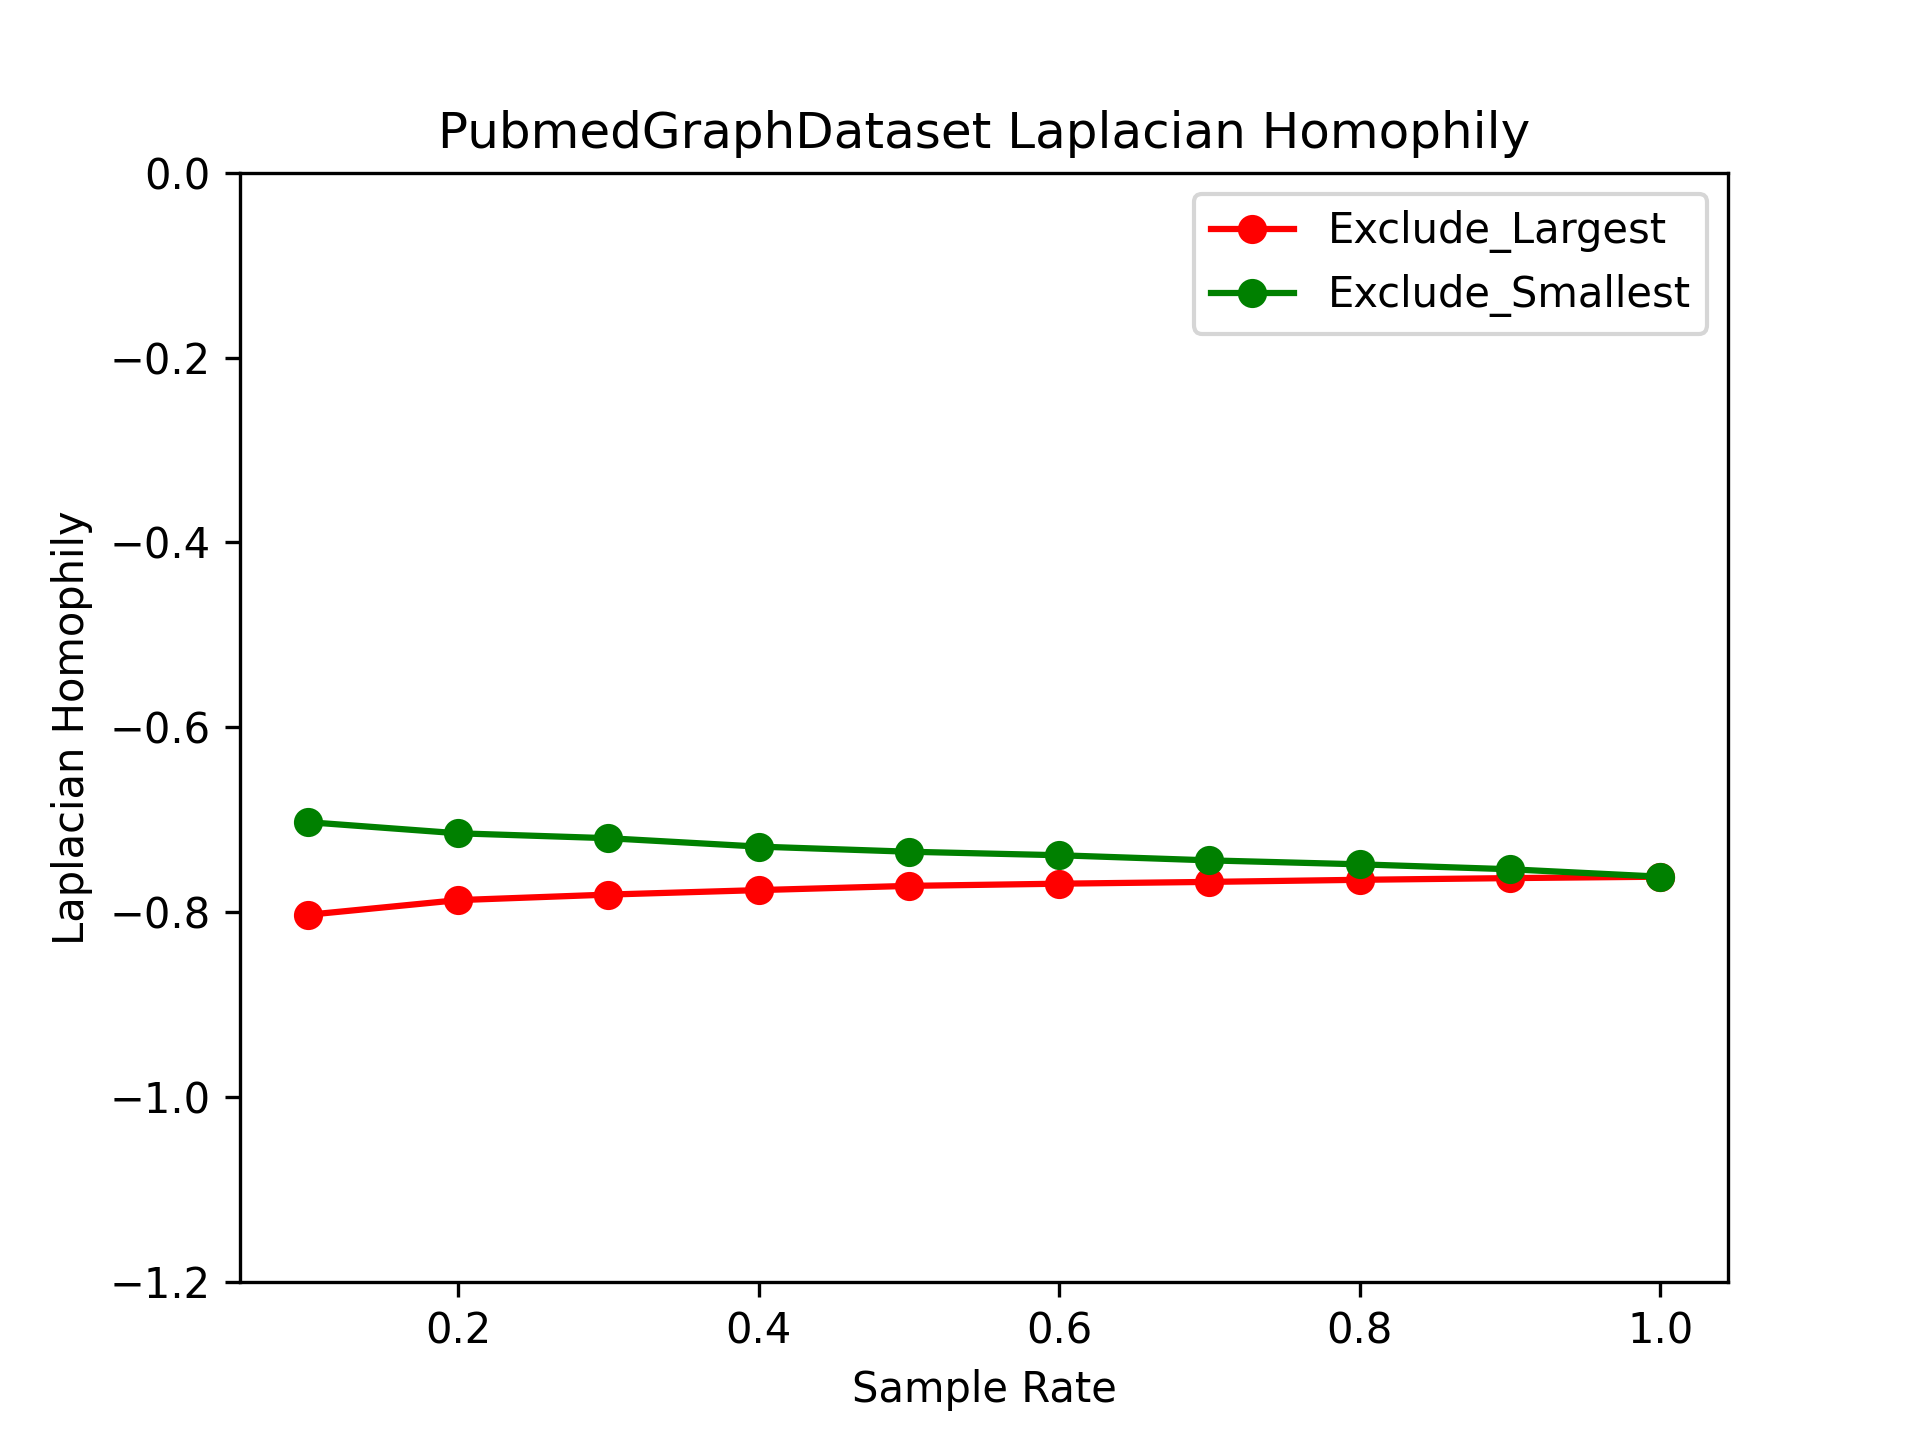 PubmedGraphDataset Laplacian Homophily
Exclude_Largest
Exclude_Smallest
Laplacian Homophily
0.0
−0.2
−0.4
−0.6
−0.8
−1.0
−1.2
0.2 0.4 0.6 0.8 1.0
Sample Rate